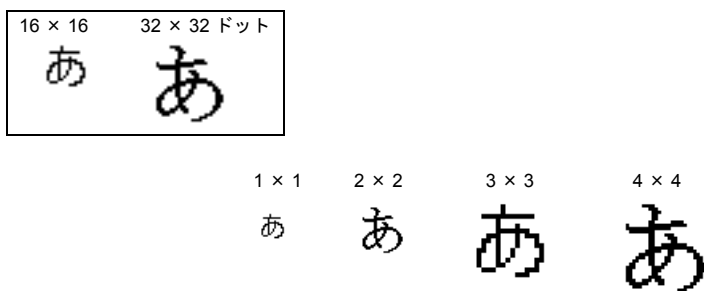 16 × 16 32 × 32 ドット
あ あ
1 × 1 2 × 2 3 × 3 4 × 4
あ あ あ あ